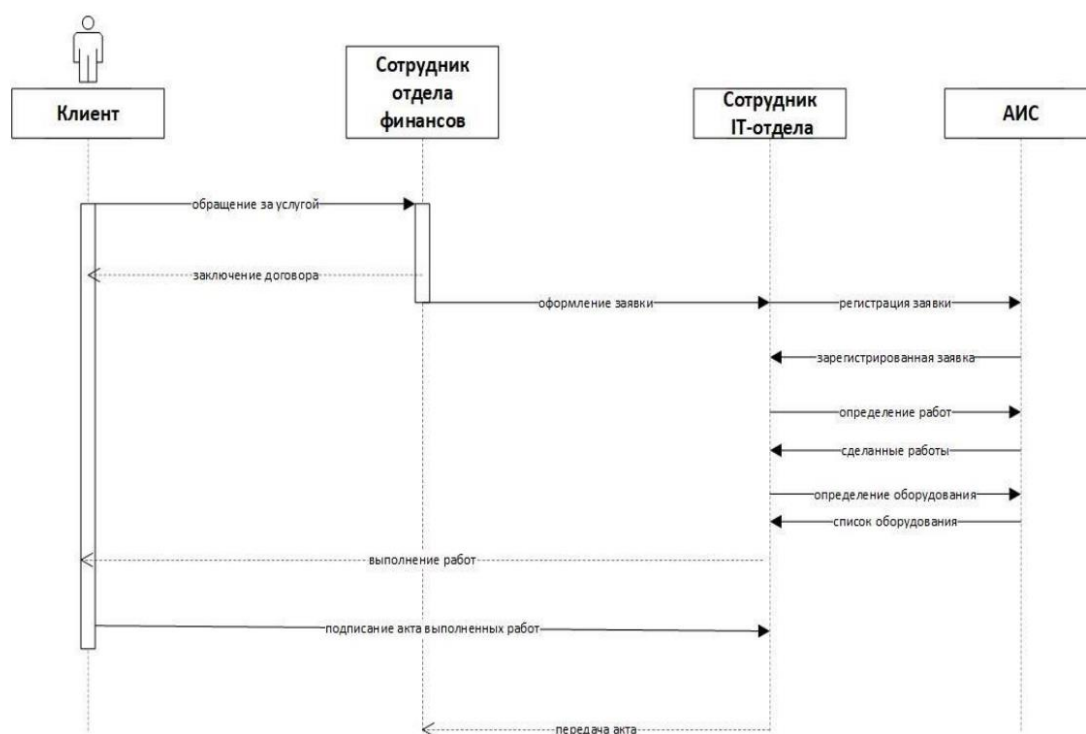 Клиент
Сотрудник
отдела
финансов
Сотрудник
IT-отдела
АИС
обращение за услугой
заключение договора
оформление заявки
регистрация заявки
зарегистрированная заявка
определение работ
сделанные работы
определение оборудования
список оборудования
выполнение работ
подписание акта выполненных работ
передача акта